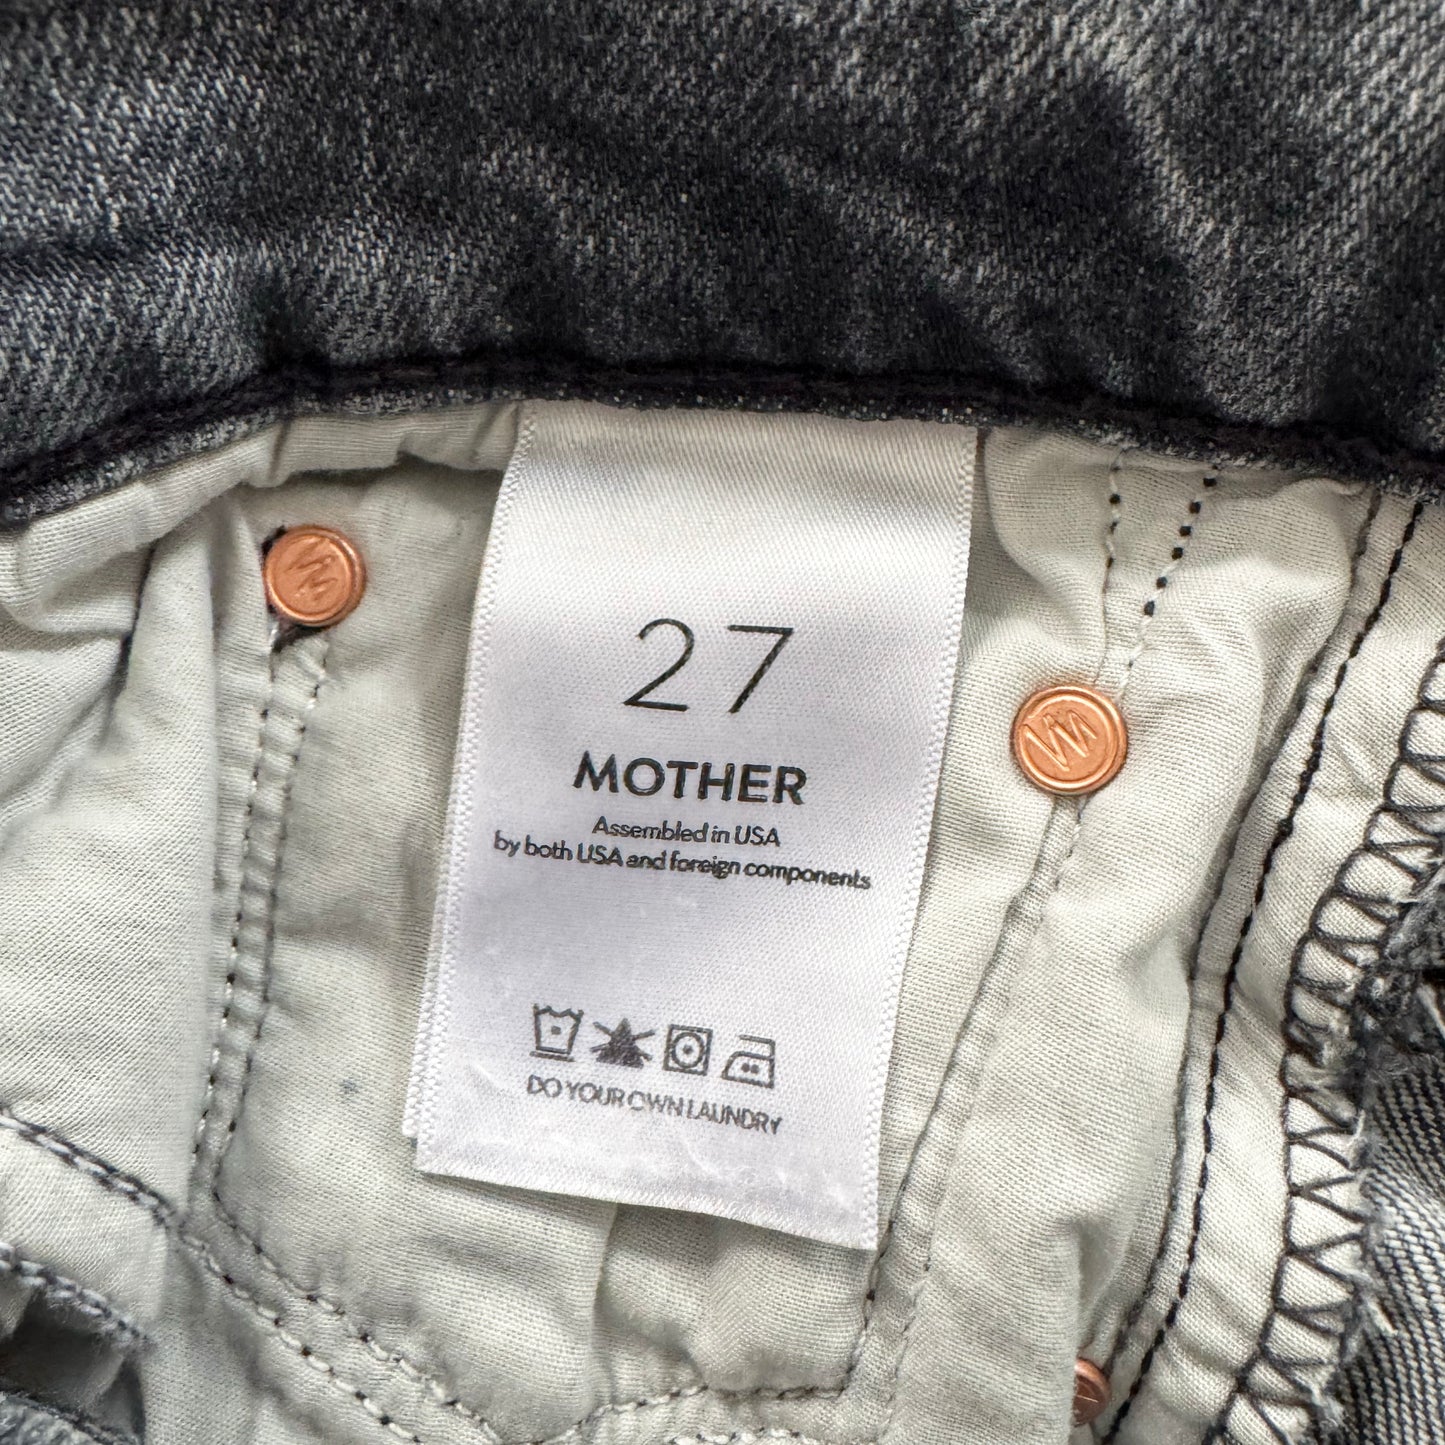 27
MOTHER
Assembled in USA
by both USA and foreign components
DO YOUR OWN LAUNDRY